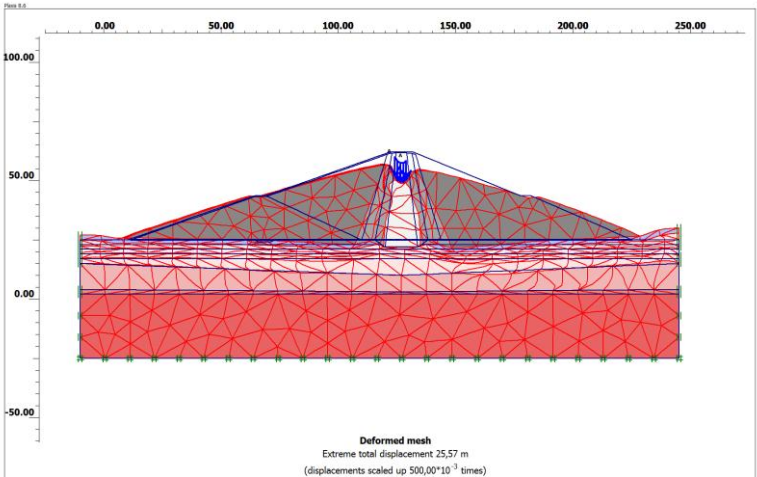 Plaxis 8.6
0.00 50.00 100.00 150.00 200.00 250.00
100.00
50.00
A
0.00
-50.00
Deformed mesh
Extreme total displacement 25,57 m
(displacements scaled up 500,00*10⁻³ times)